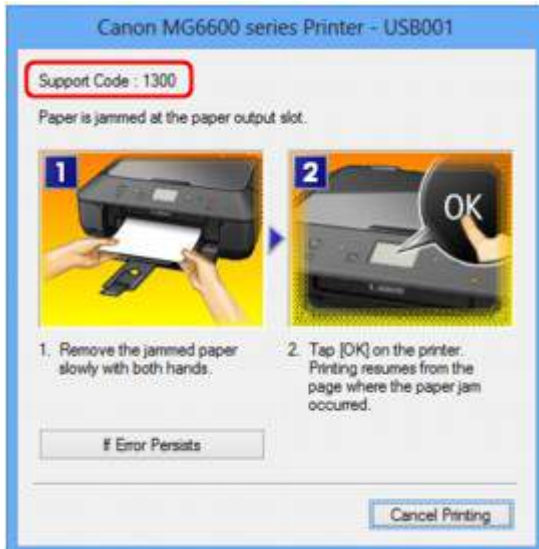 Canon MG6600 series Printer - USB001
Support Code : 1300
Paper is jammed at the paper output slot.
1
2
OK
1. Remove the jammed paper
slowly with both hands.
2. Tap [OK] on the printer.
Printing resumes from the
page where the paper jam
occurred.
If Error Persists
Cancel Printing